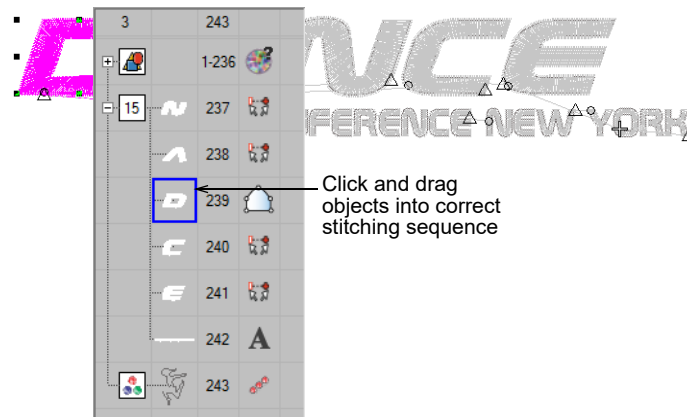 3 243
1-236
15 237
238
239
240
241
A 242
243
NCE
FERENCE NEW YORK
Click and drag
objects into correct
stitching sequence